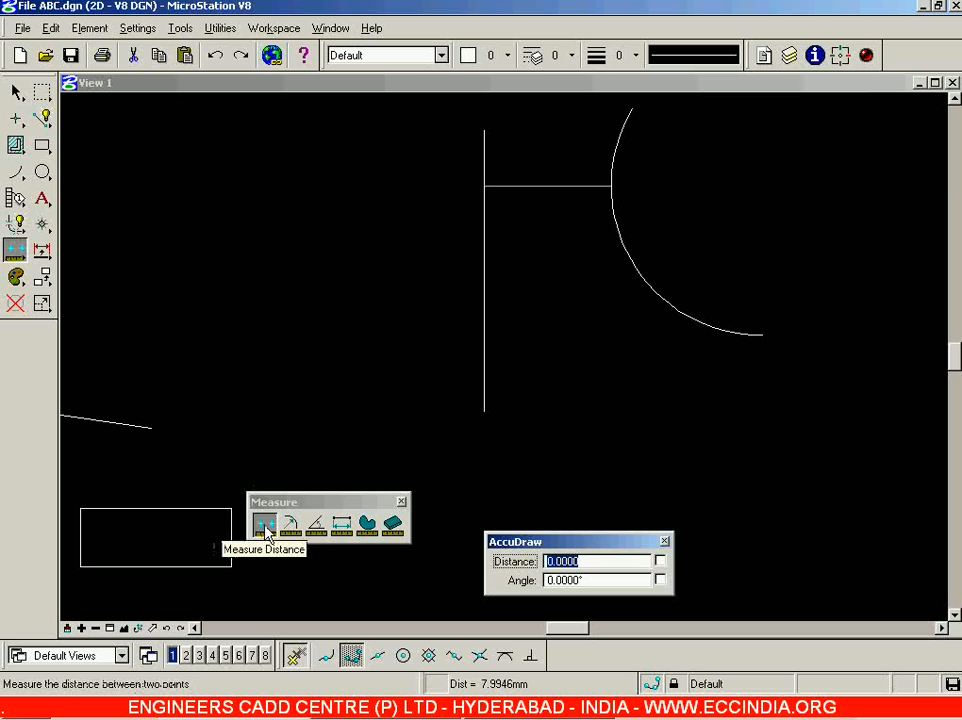 File ABC.dgn (2D - V8 DGN) - MicroStation V8
File Edit Element Settings Tools Utilities Workspace Window Help
Default 0 0 0
View 1
Measure
Measure Distance
AccuDraw
Distance: 0.0000
Angle: 0.0000°
Default Views 1 2 3 4 5 6 7 8
Measure the distance between two points Dist = 7.9946mm Default
. ENGINEERS CADD CENTRE (P) LTD - HYDERABAD - INDIA - WWW.ECCINDIA.ORG